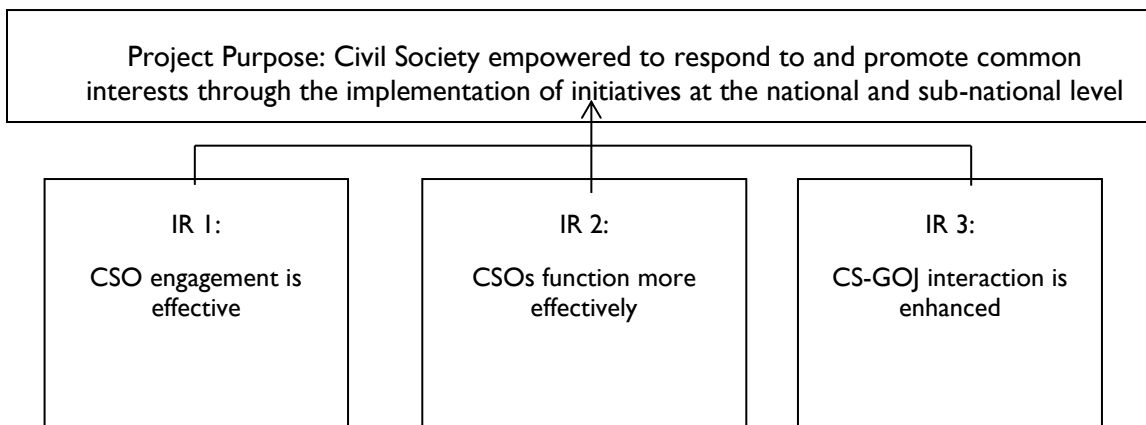 Project Purpose: Civil Society empowered to respond to and promote common
interests through the implementation of initiatives at the national and sub-national level
IR 1:
CSO engagement is
effective
IR 2:
CSOs function more
effectively
IR 3:
CS-GOJ interaction is
enhanced